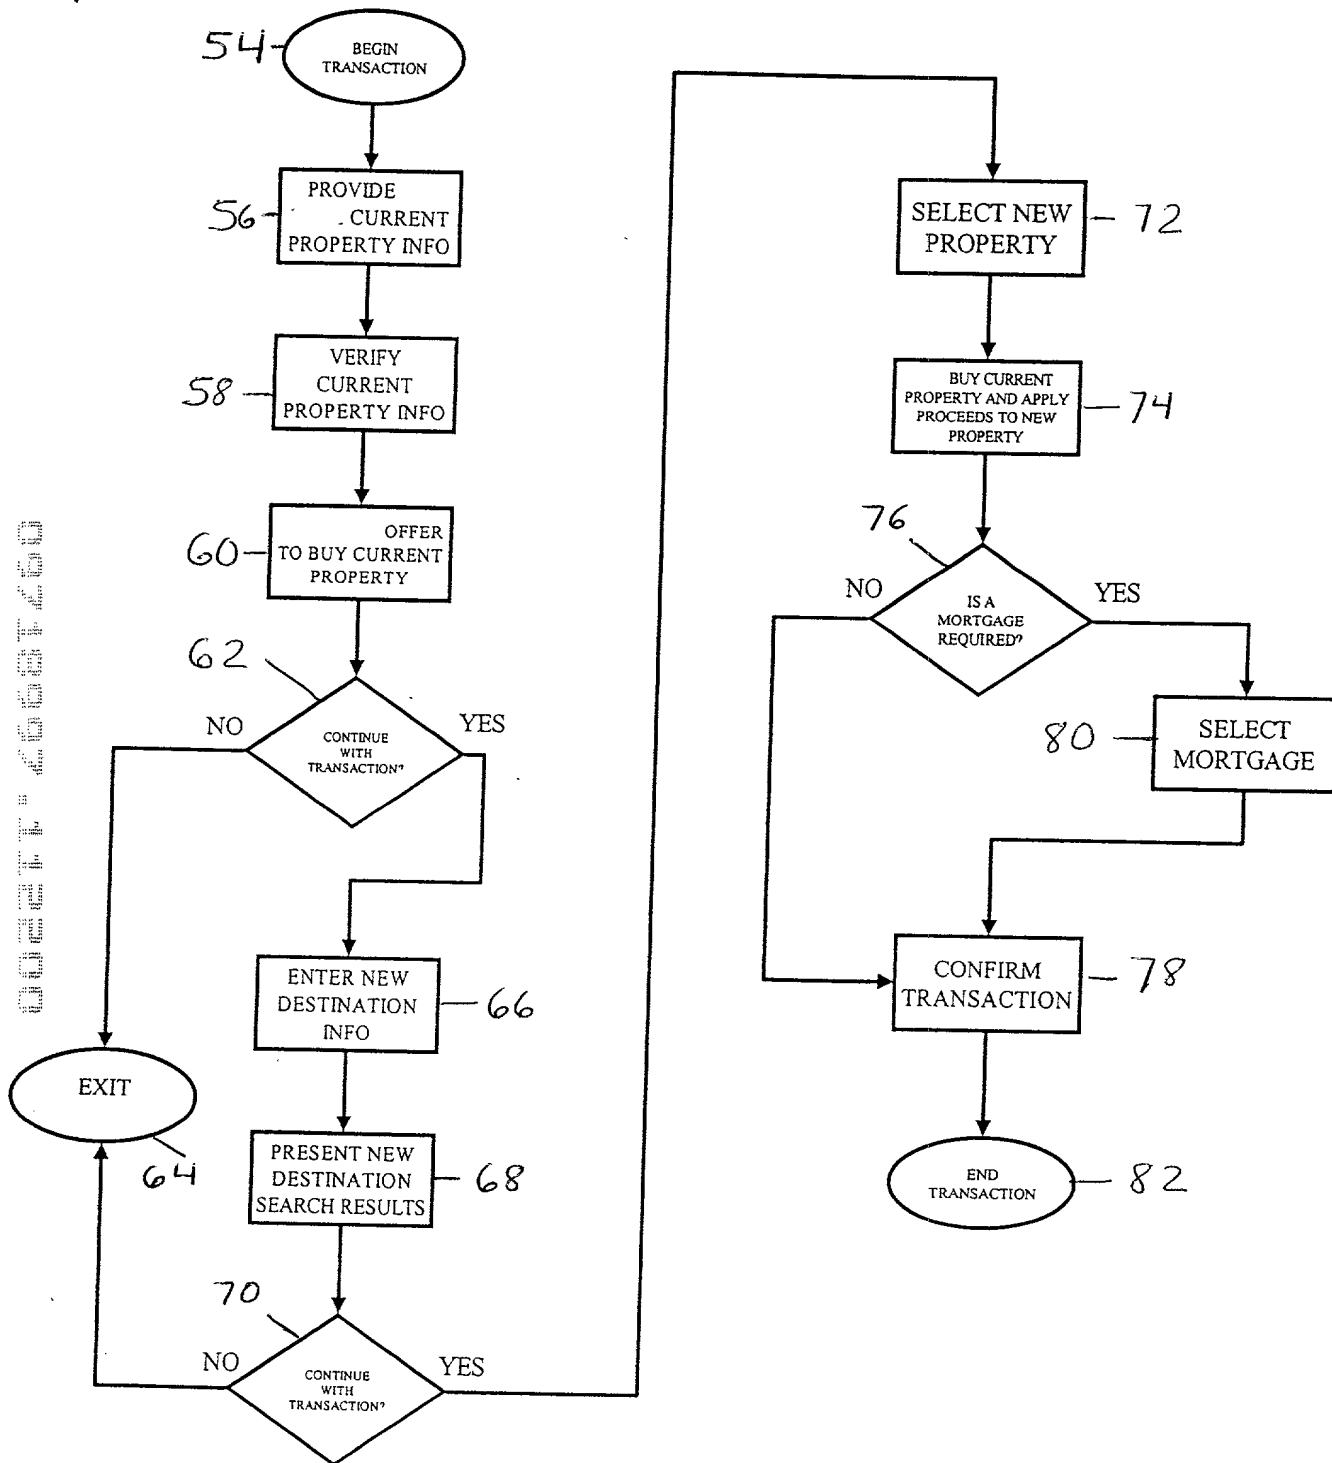 54
BEGIN
TRANSACTION
56
PROVIDE
CURRENT
PROPERTY INFO
58
VERIFY
CURRENT
PROPERTY INFO
60
OFFER
TO BUY CURRENT
PROPERTY
62
NO
YES
CONTINUE
WITH
TRANSACTION?
ENTER NEW
DESTINATION
INFO
66
EXIT
64
PRESENT NEW
DESTINATION
SEARCH RESULTS
68
70
NO
YES
CONTINUE
WITH
TRANSACTION?
SELECT NEW
PROPERTY
72
BUY CURRENT
PROPERTY AND APPLY
PROCEEDS TO NEW
PROPERTY
74
76
NO
YES
IS A
MORTGAGE
REQUIRED?
80
SELECT
MORTGAGE
CONFIRM
TRANSACTION
78
END
TRANSACTION
82